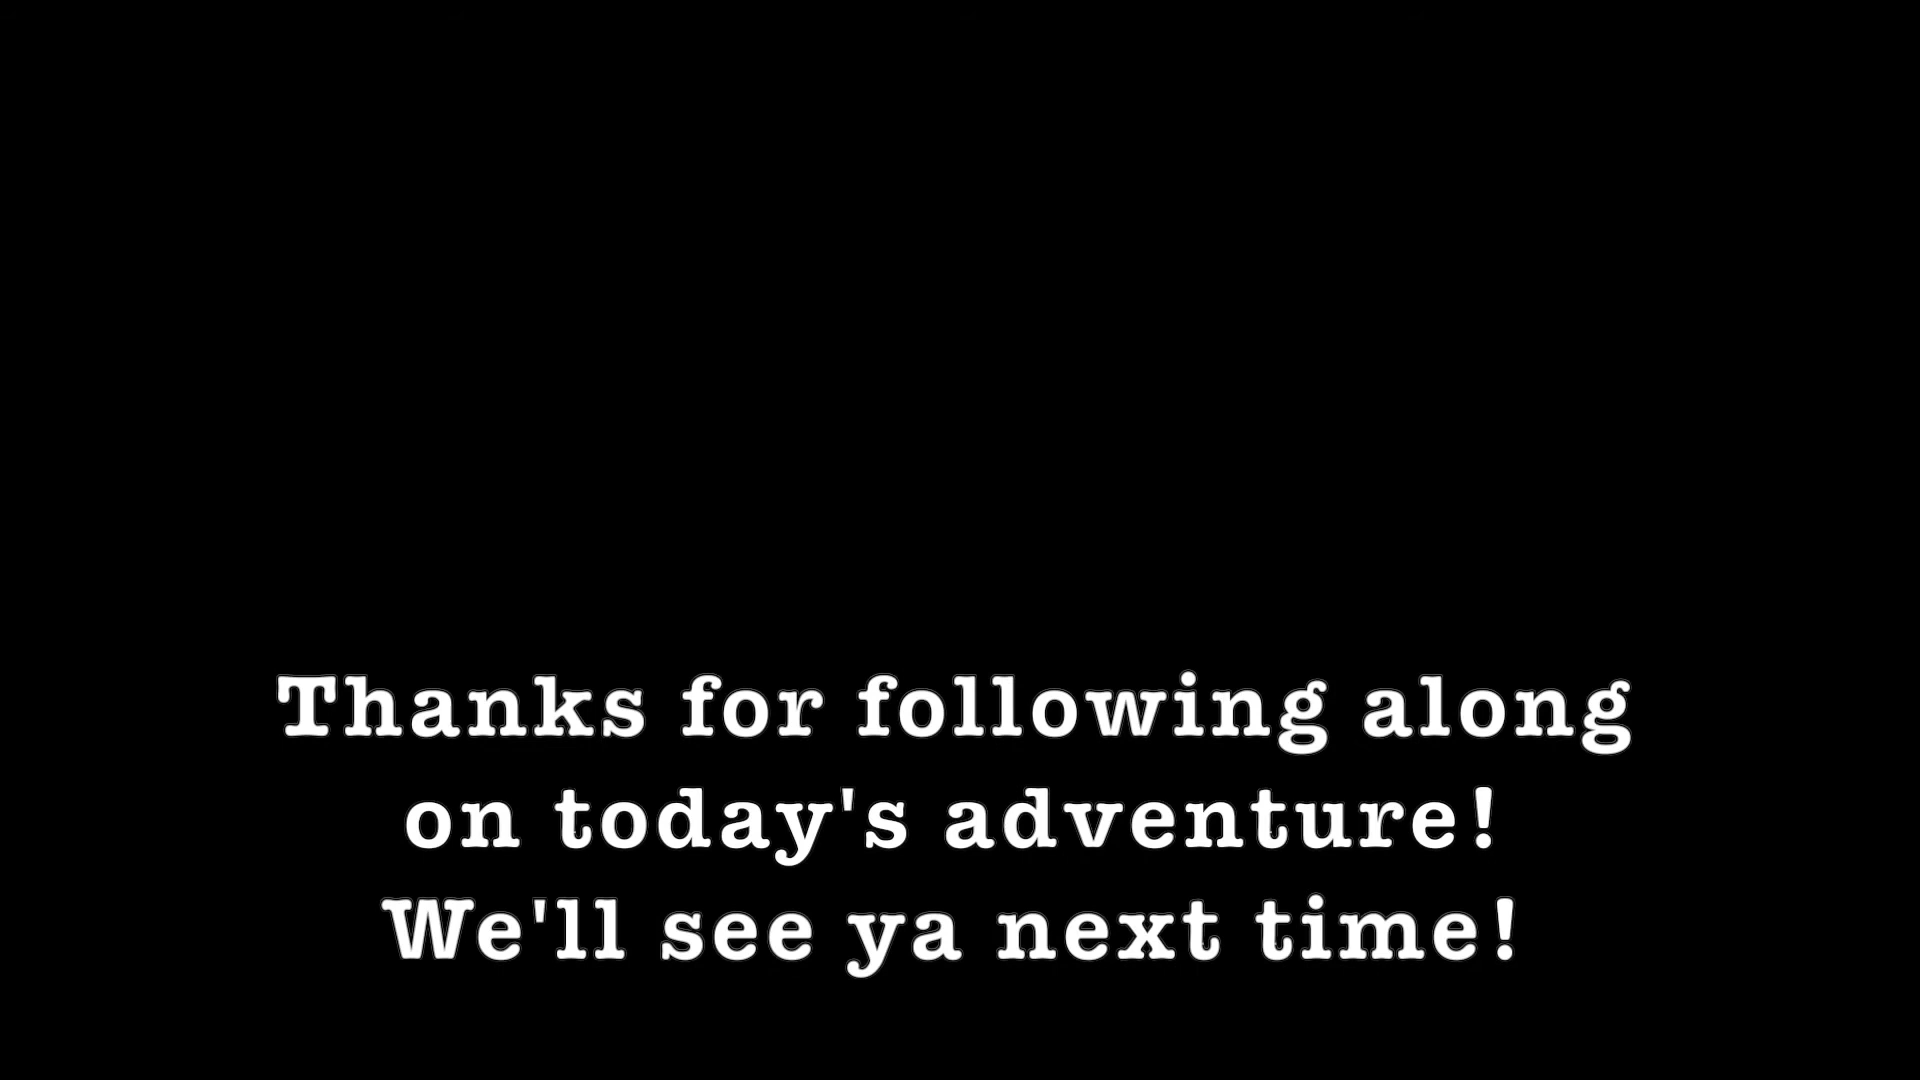 Thanks for following along
on today's adventure!
We'll see ya next time!